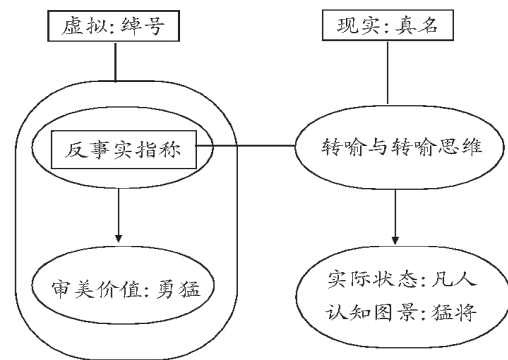 虚拟:绰号
现实:真名
反事实指称
转喻与转喻思维
审美价值:勇猛
实际状态:凡人
认知图景:猛将